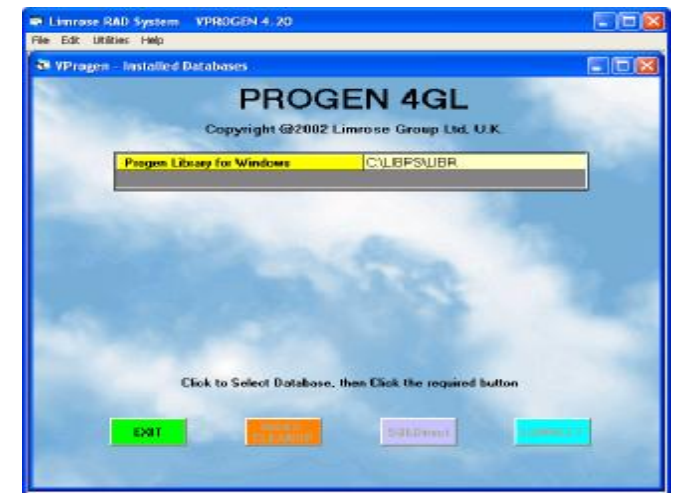 Limrose RAD System VPROGEN 4.20
File Edit Utilities Help
VProgen - Installed Databases
PROGEN 4GL
Copyright @2002 Limrose Group Ltd, U.K.
Progen Library for Windows C:\LIBPS\LIBR
Click to Select Database, then Click the required button
EXIT